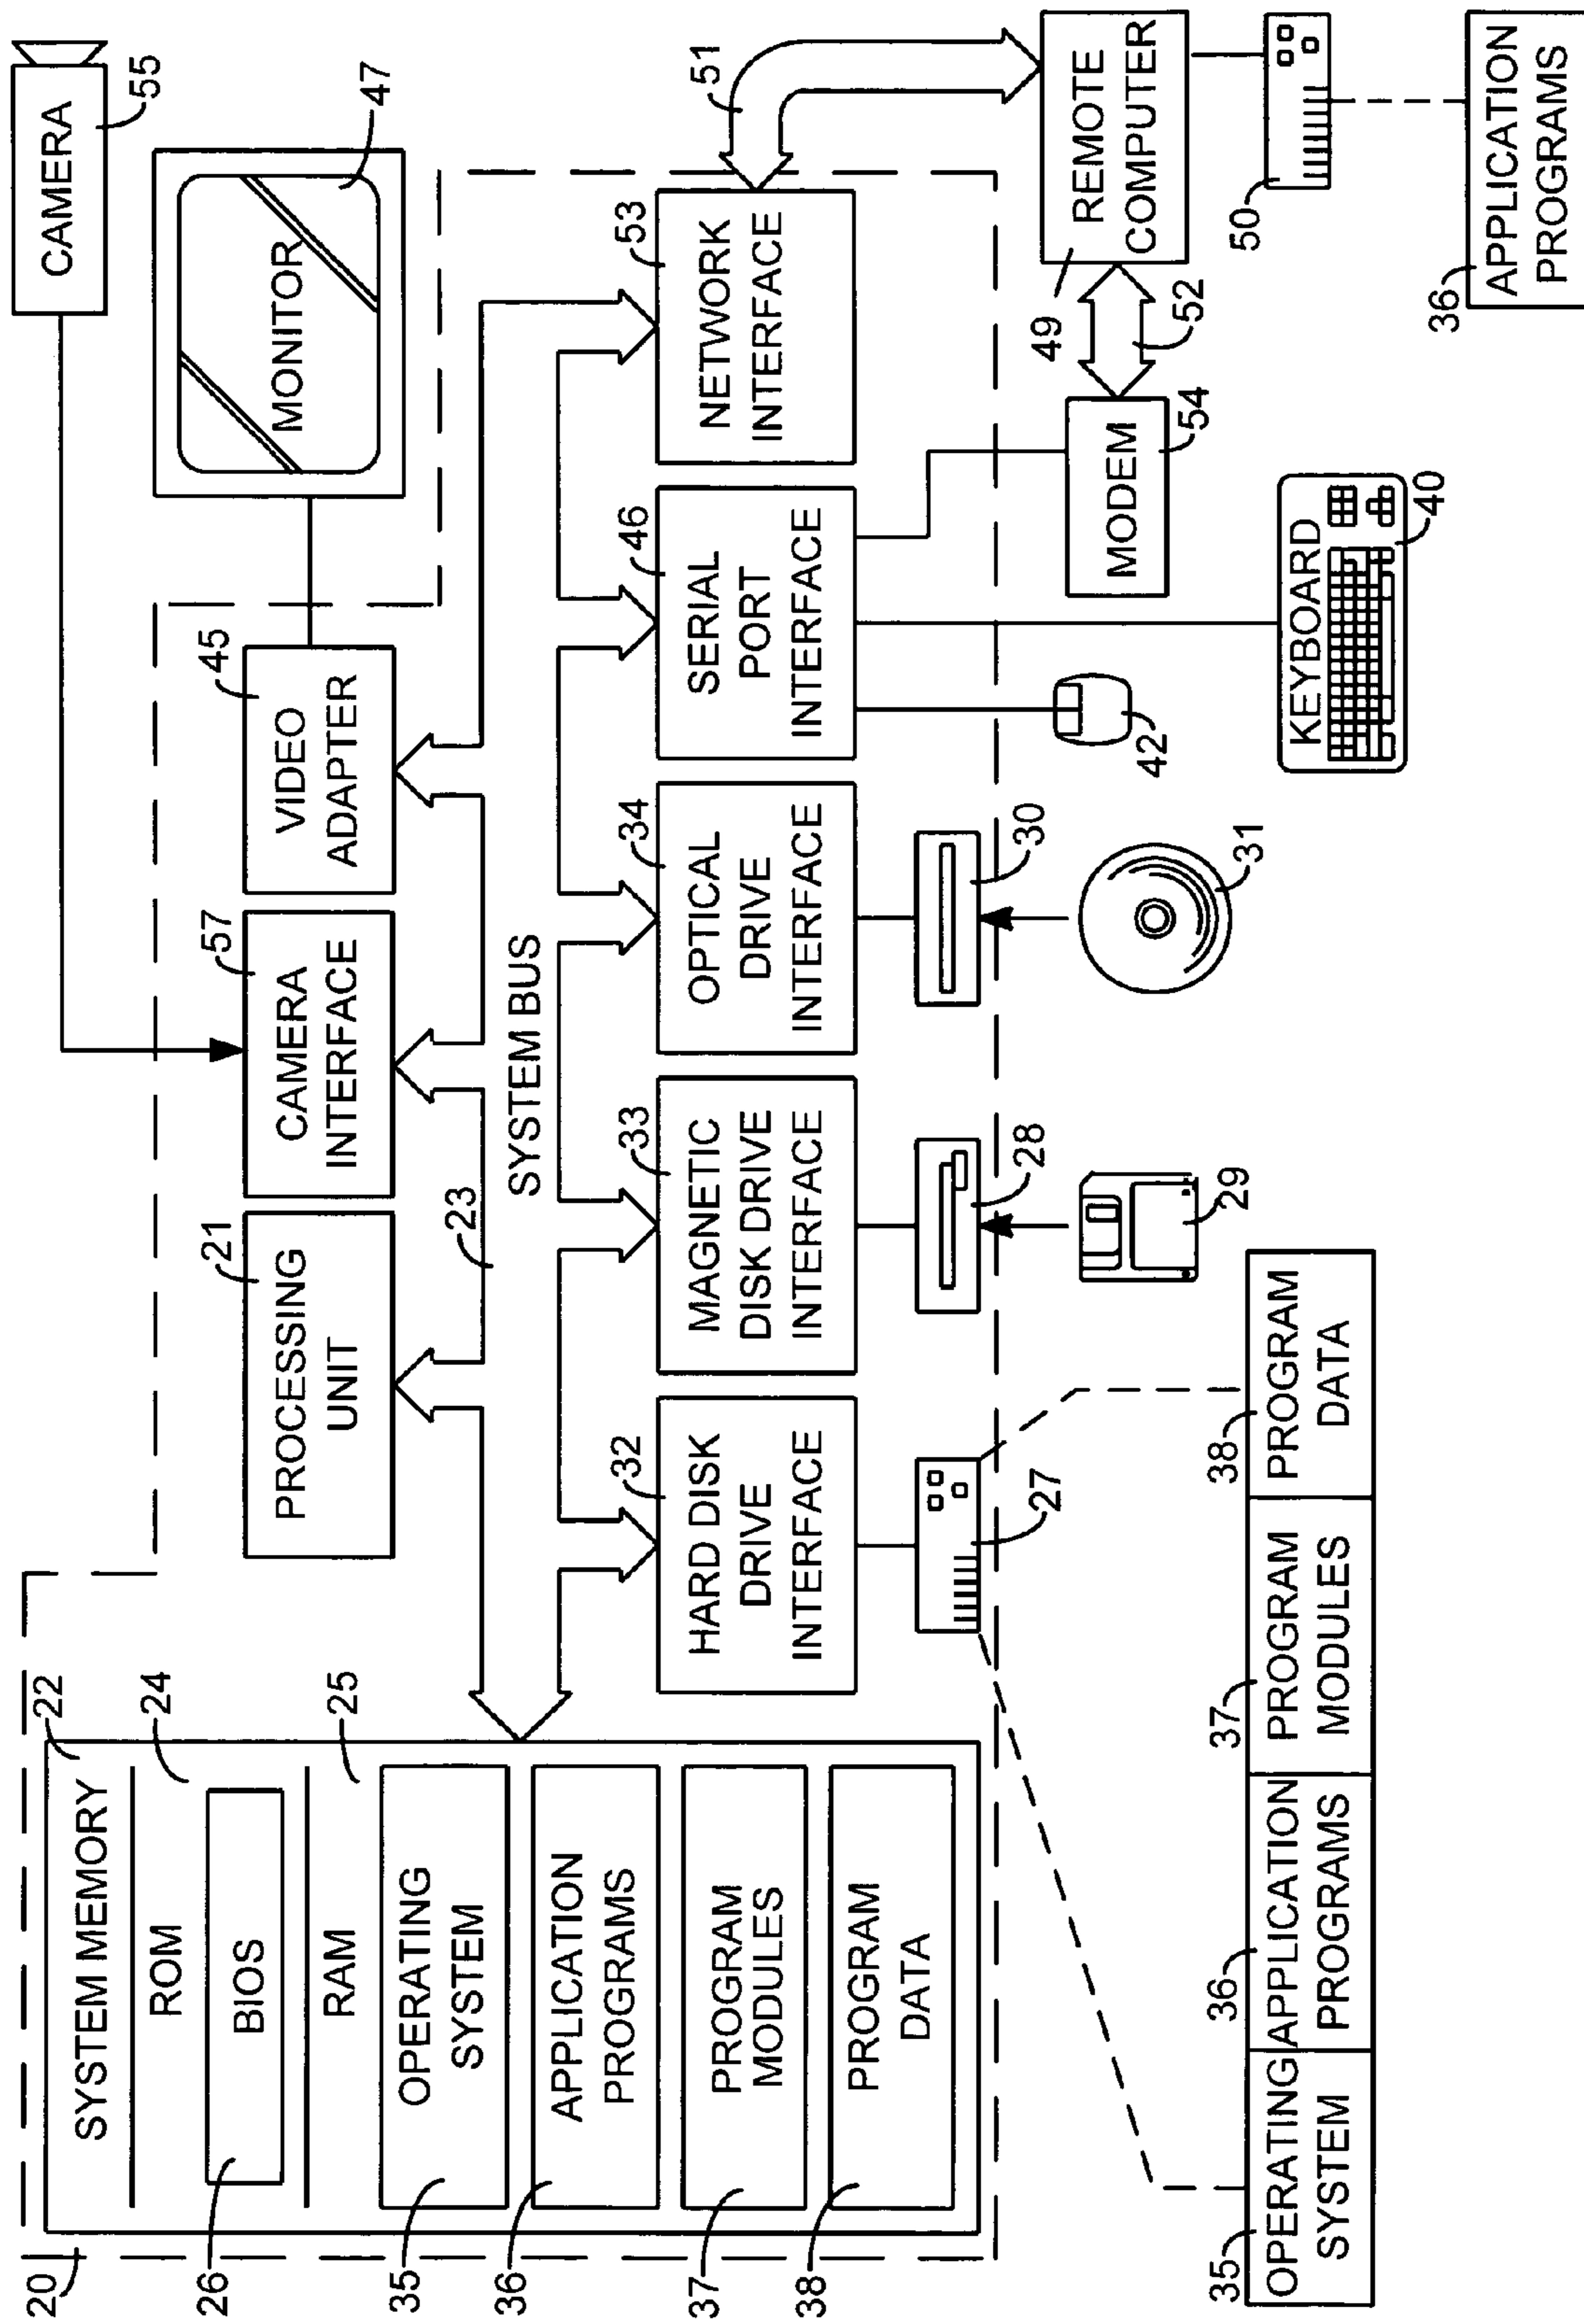 20
SYSTEM MEMORY
22
ROM
24
BIOS
26
RAM
25
OPERATING
SYSTEM
35
APPLICATION
PROGRAMS
36
PROGRAM
MODULES
37
PROGRAM
DATA
38
PROCESSING
UNIT
21
CAMERA
INTERFACE
57
VIDEO
ADAPTER
45
MONITOR
47
CAMERA
55
23
SYSTEM BUS
HARD DISK
DRIVE
INTERFACE
32
MAGNETIC
DISK DRIVE
INTERFACE
33
OPTICAL
DRIVE
INTERFACE
34
SERIAL
PORT
INTERFACE
46
NETWORK
INTERFACE
53
51
27
28
30
29
31
42
MODEM
54
52
49
REMOTE
COMPUTER
50
KEYBOARD
40
35
OPERATING
SYSTEM
36
APPLICATION
PROGRAMS
37
PROGRAM
MODULES
38
PROGRAM
DATA
36
APPLICATION
PROGRAMS